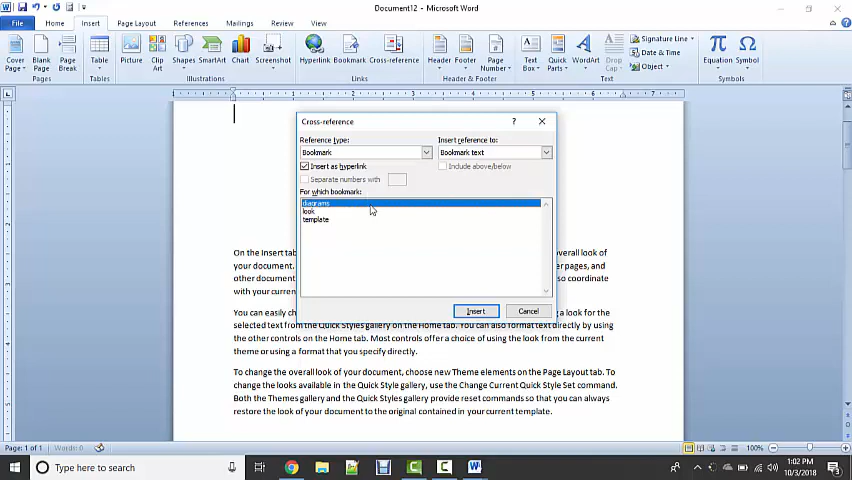 Document12 - Microsoft Word
File Home Insert Page Layout References Mailings Review View
Cover Page Blank Page Page Break Table Picture Clip Art Shapes SmartArt Chart Screenshot Hyperlink Bookmark Cross-reference Header Footer Page Number Text Box Quick Parts WordArt Drop Cap Signature Line Date & Time Object Equation Symbol
Pages Tables Illustrations Links Header & Footer Text Symbols
1 1 2 3 4 5 6 7
Cross-reference ?
Reference type: Insert reference to:
Bookmark Bookmark text
Insert as hyperlink Include above/below
Separate numbers with
For which bookmark:
diagrams
look
template
Insert Cancel
On the Insert tab overall look of
your document. er pages, and
other document so coordinate
with your curren
You can easily ch g a look for the
selected text from the Quick Styles gallery on the Home tab. You can also format text directly by using
the other controls on the Home tab. Most controls offer a choice of using the look from the current
theme or using a format that you specify directly.
To change the overall look of your document, choose new Theme elements on the Page Layout tab. To
change the looks available in the Quick Style gallery, use the Change Current Quick Style Set command.
Both the Themes gallery and the Quick Styles gallery provide reset commands so that you can always
restore the look of your document to the original contained in your current template.
Page: 1 of 1 Words: 0 100%
Type here to search
1:02 PM
10/3/2018